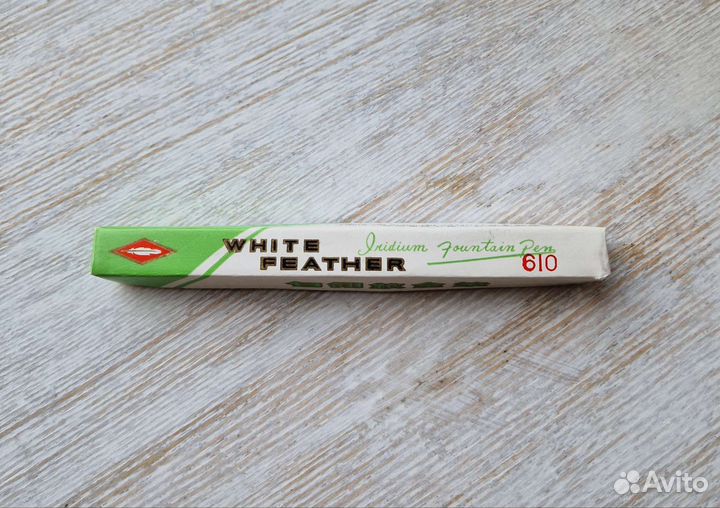 WHITE
FEATHER
Iridium Fountain Pen
610
Avito